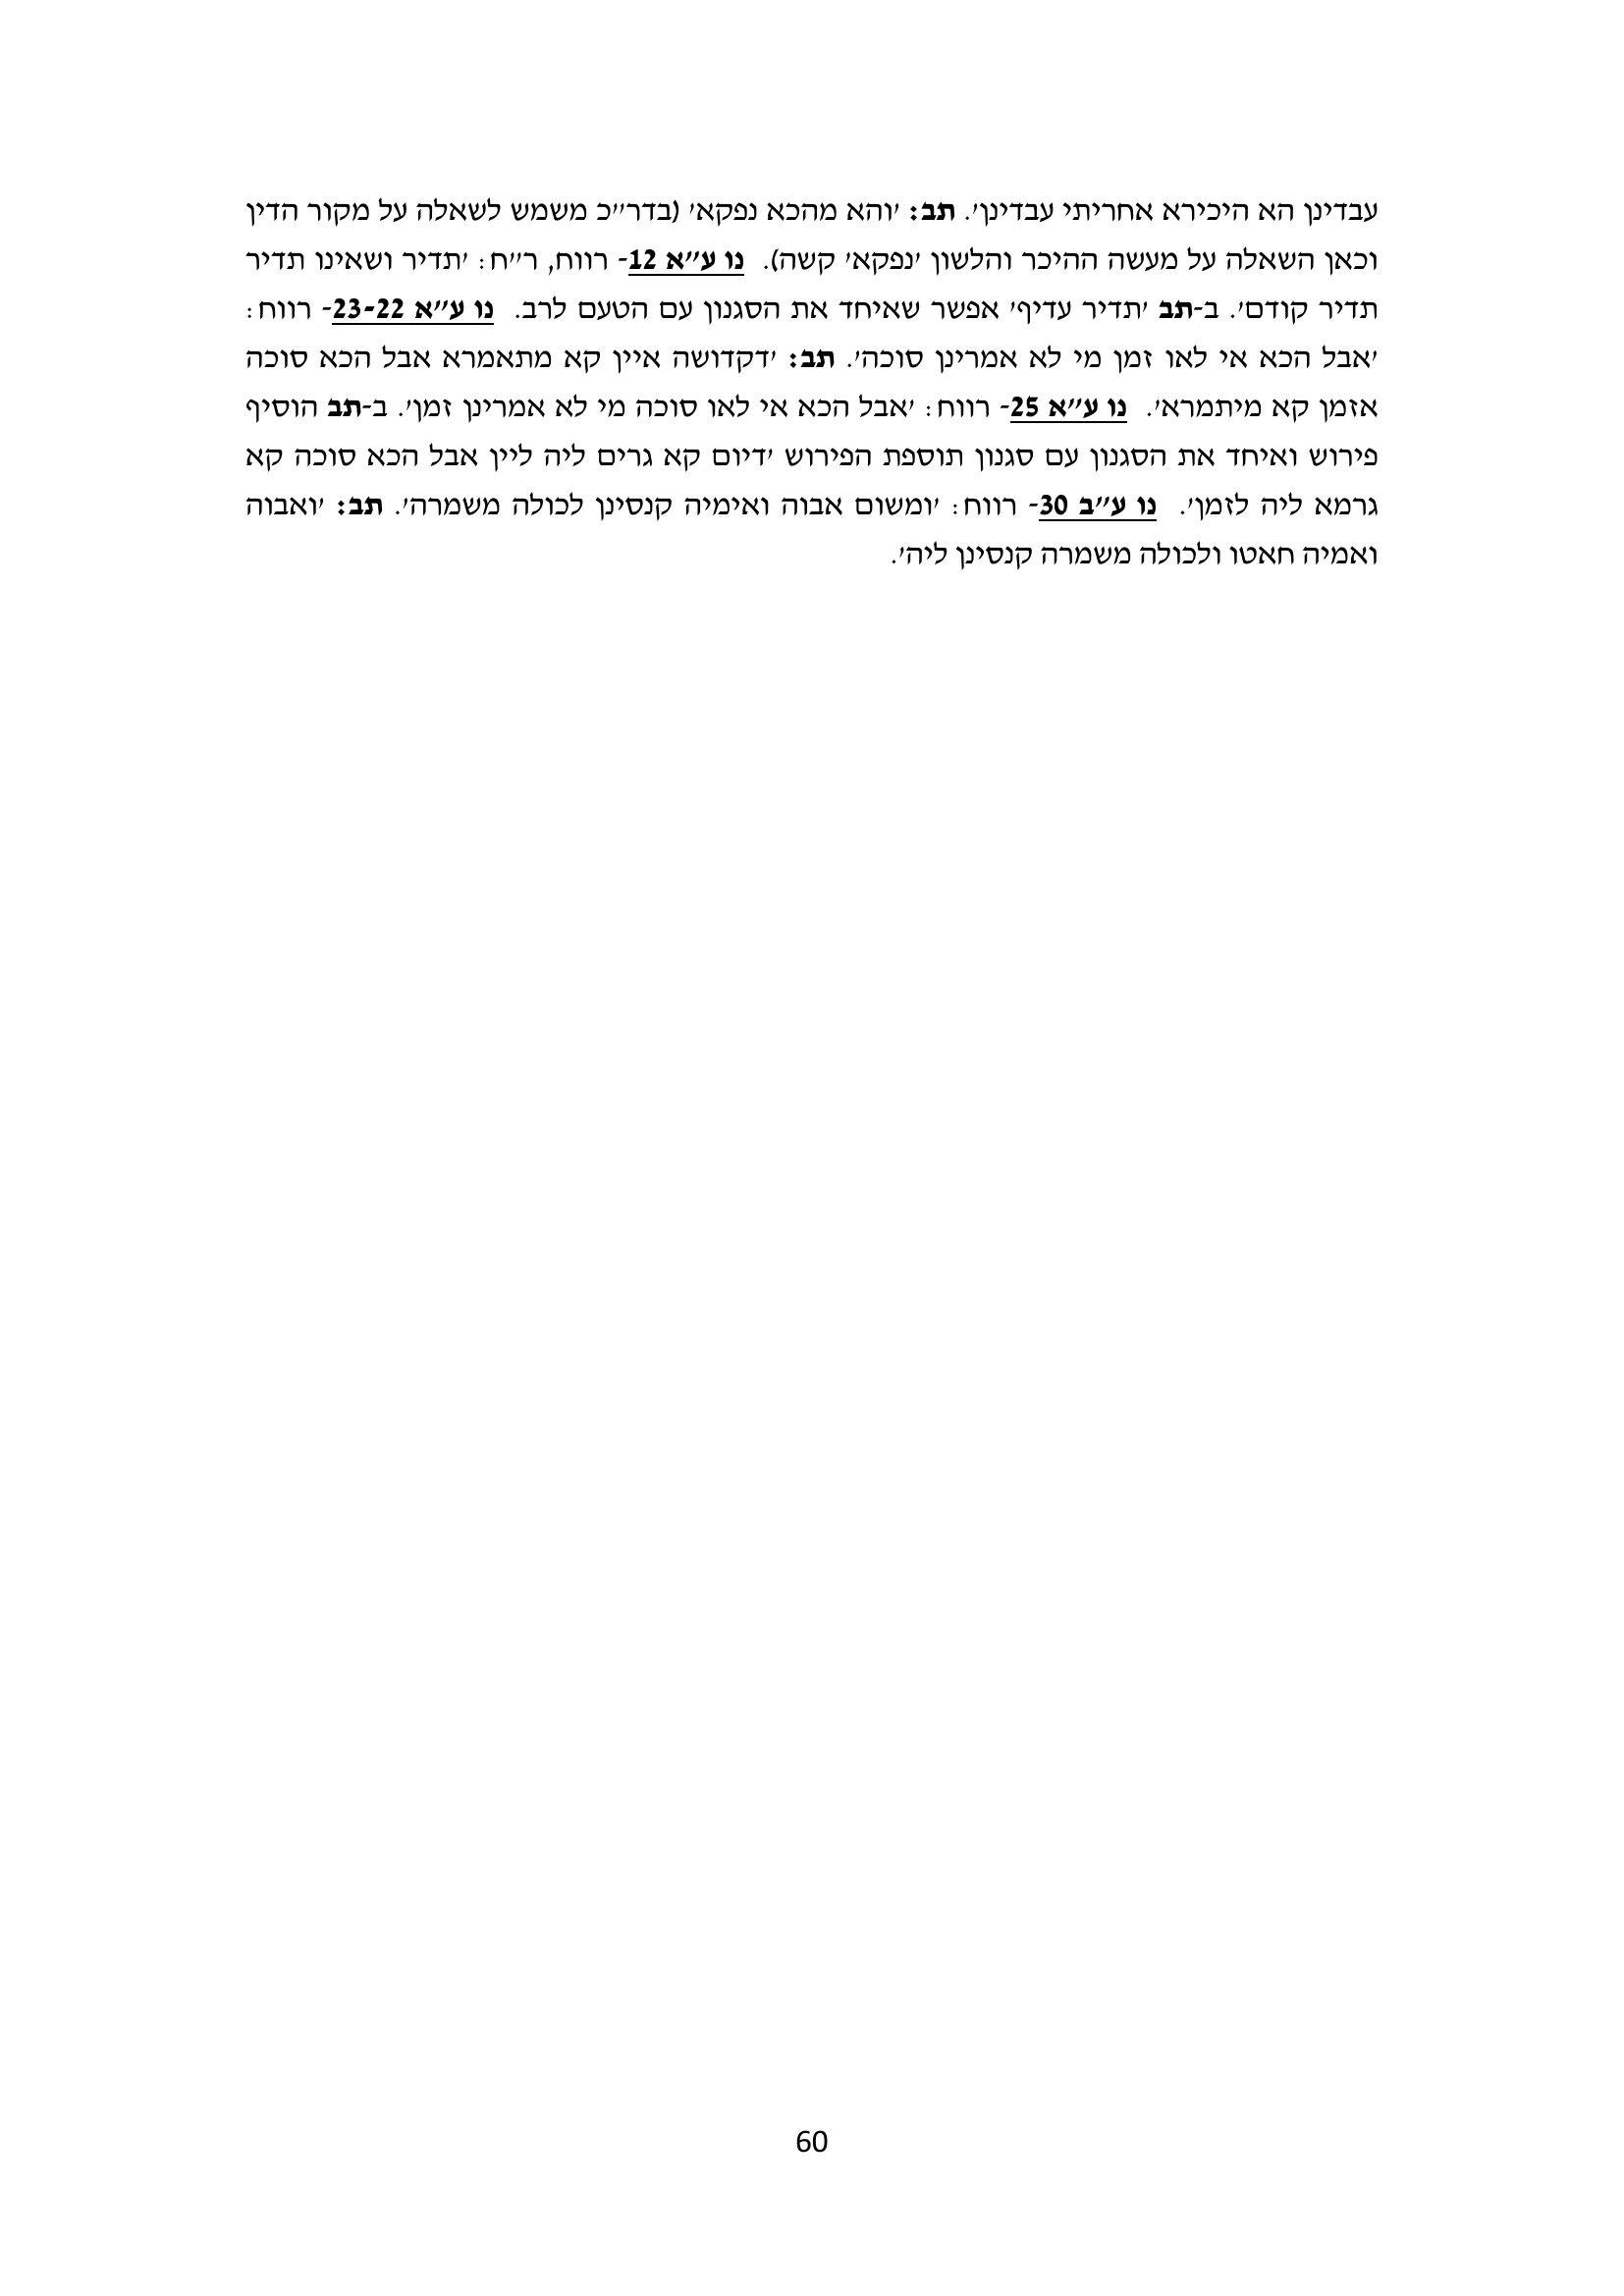 עבדינן הא היכירא אחריתי עבדינן'. תב: 'והא מהכא נפקא' (בדר"כ משמש לשאלה על מקור הדין
וכאן השאלה על מעשה ההיכר והלשון 'נפקא' קשה). נו ע"א 12- רווח, ר"ח: 'תדיר ושאינו תדיר
תדיר קודם'. ב-תב 'תדיר עדיף' אפשר שאיחד את הסגנון עם הטעם לרב. נו ע"א 23-22- רווח:
'אבל הכא אי לאו זמן מי לא אמרינן סוכה'. תב: 'דקדושה איין קא מתאמרא אבל הכא סוכה
אזמן קא מיתמרא'. נו ע"א 25- רווח: 'אבל הכא אי לאו סוכה מי לא אמרינן זמן'. ב-תב הוסיף
פירוש ואיחד את הסגנון עם סגנון תוספת הפירוש 'דיום קא גרים ליה ליין אבל הכא סוכה קא
גרמא ליה לזמן'. נו ע"ב 30- רווח: 'ומשום אבוה ואימיה קנסינן לכולה משמרה'. תב: 'ואבוה
ואמיה חאטו ולכולה משמרה קנסינן ליה'.
60